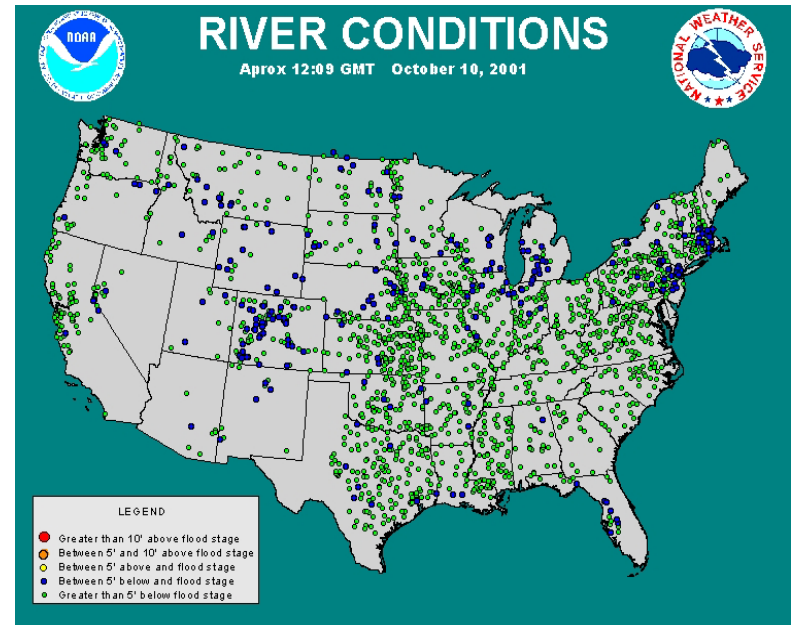 NOAA
RIVER CONDITIONS
Aprox 12:09 GMT October 10, 2001
NATIONAL WEATHER SERVICE
LEGEND
Greater than 10' above flood stage
Between 5' and 10' above flood stage
Between 5' above and flood stage
Between 5' below and flood stage
Greater than 5' below flood stage